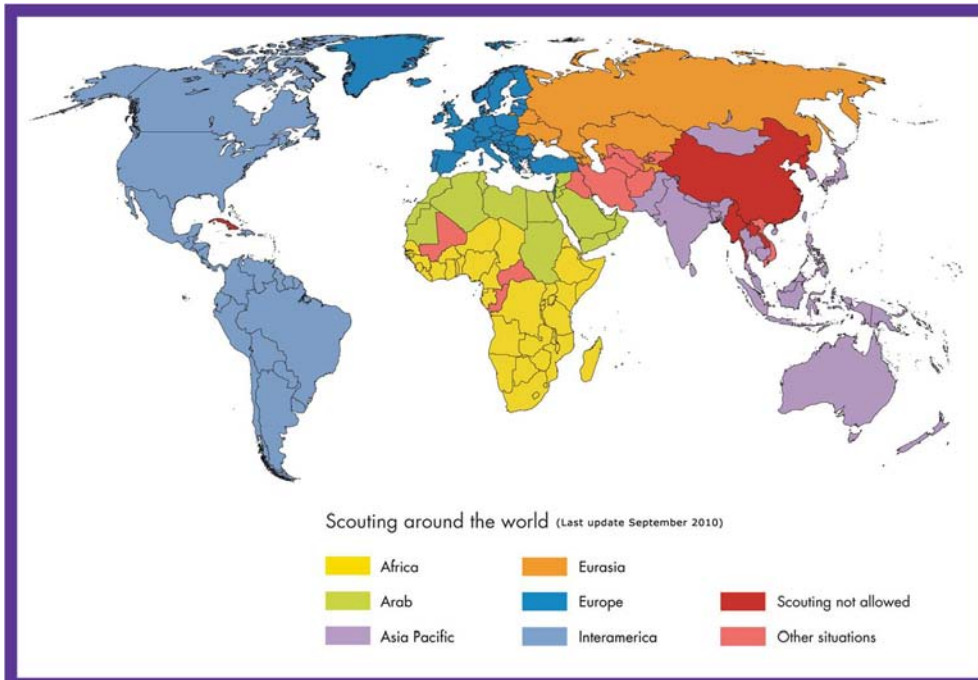 Scouting around the world (Last update September 2010)
Africa
Eurasia
Arab
Europe
Scouting not allowed
Asia Pacific
Interamerica
Other situations